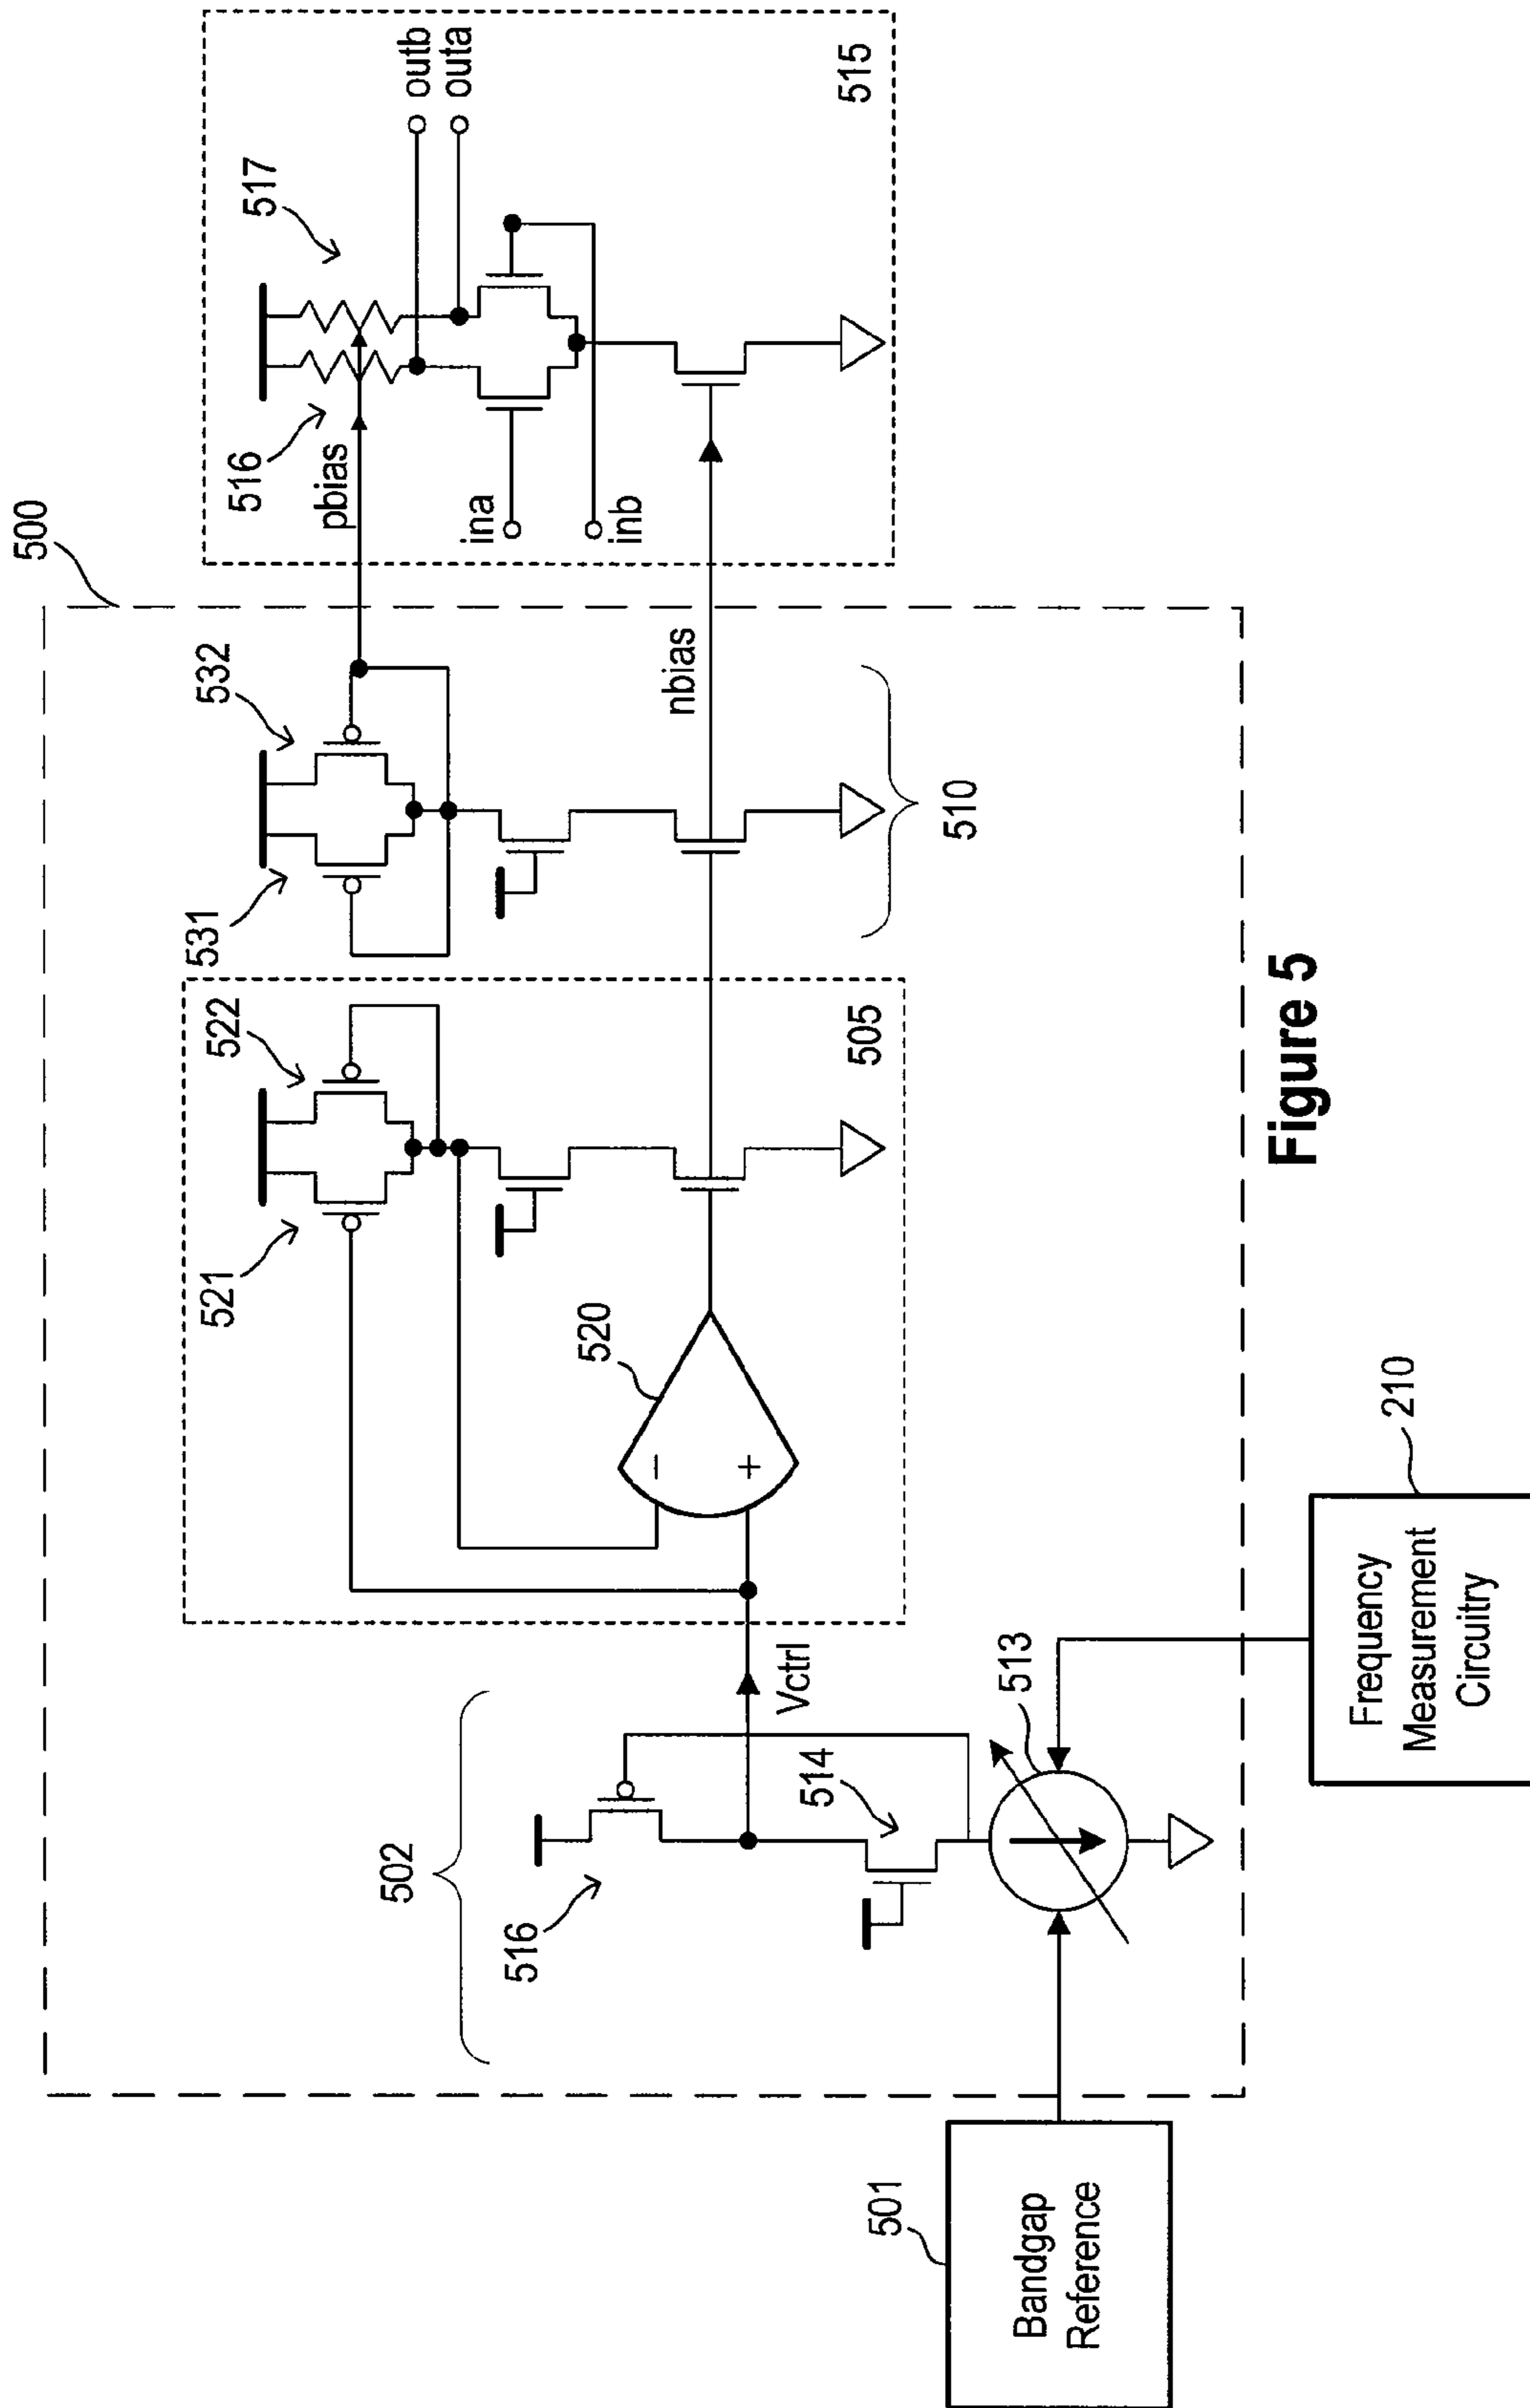 500
502
516
514
513
Vctrl
521
522
520
505
531
532
510
pbias
nbias
516
517
ina
inb
outb
outa
515
501
Bandgap
Reference
210
Frequency
Measurement
Circuitry
−
+
Figure 5